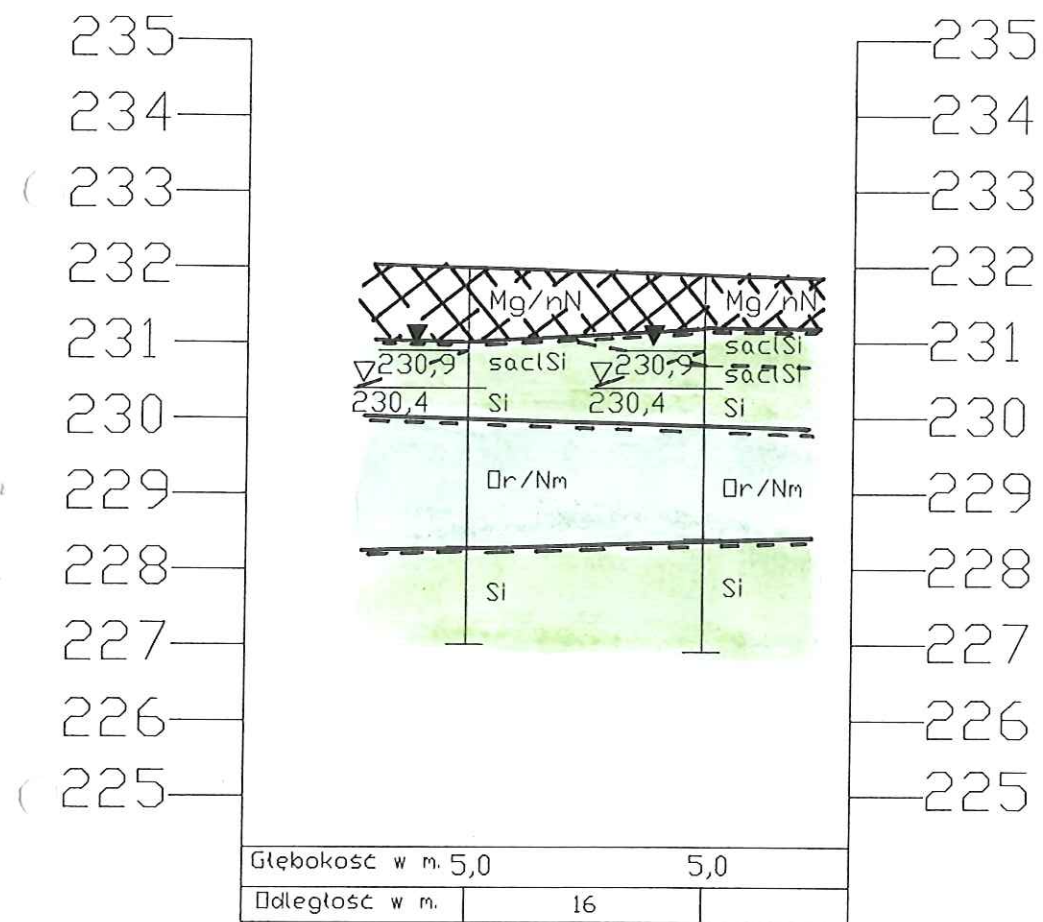 235 235
234 234
233 233
232 232
Mg/nN Mg/nN
231 231
saclSi
230,9 saclSi 230,9 saclSi
230,4 Si 230,4 Si
230 230
Or/Nm Or/Nm
229 229
228 228
Si Si
227 227
226 226
225 225
Głębokość w m. 5,0 5,0
Odległość w m. 16